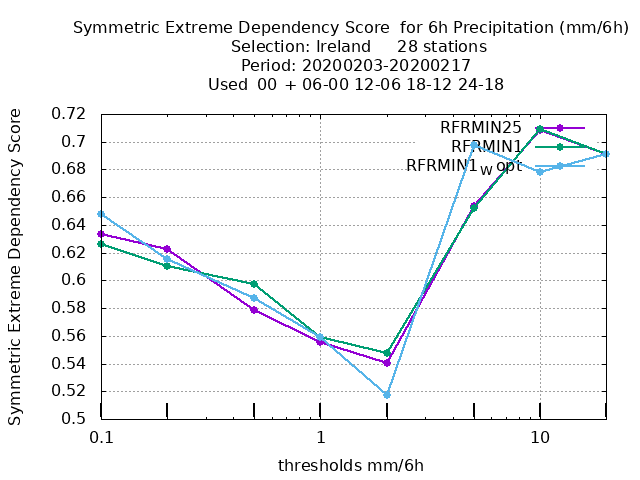 Symmetric Extreme Dependency Score  for 6h Precipitation (mm/6h)
Selection: Ireland     28 stations
Period: 20200203-20200217
Used  00  + 06-00 12-06 18-12 24-18
Symmetric Extreme Dependency Score
0.72
0.7
0.68
0.66
0.64
0.62
0.6
0.58
0.56
0.54
0.52
0.5
RFRMIN25
RFRMIN1
RFRMIN1w opt
0.1
1
10
thresholds mm/6h